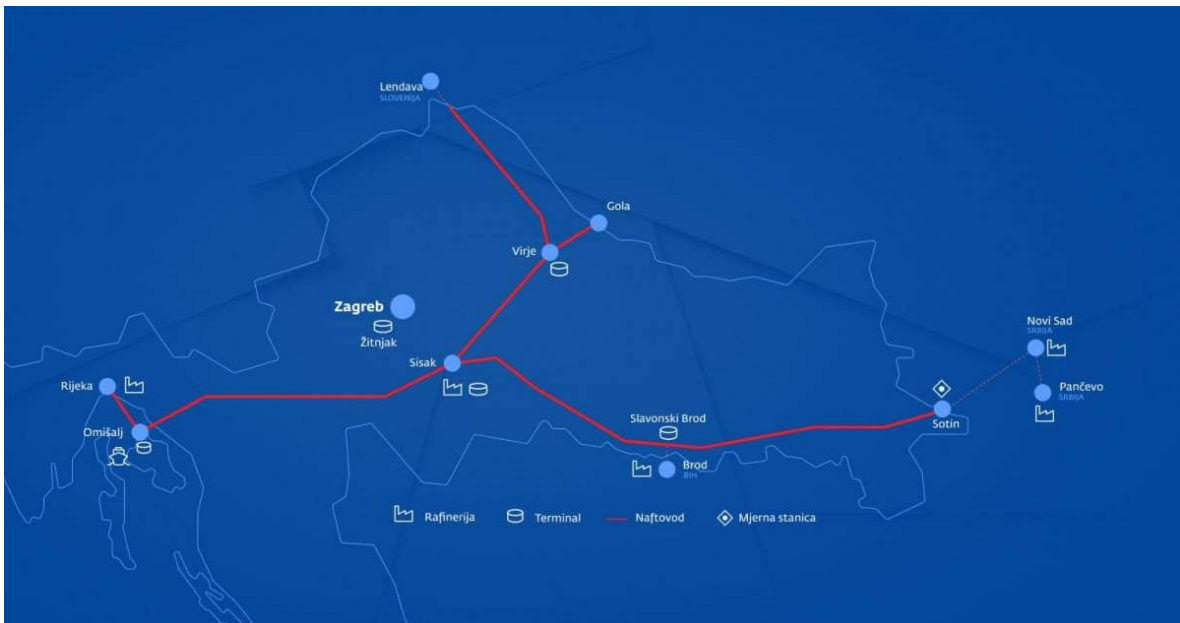 Lendava
SLOVENIJA
Gola
Virje
Zagreb
Žitnjak
Sisak
Rijeka
Omišalj
Novi Sad
SRBIJA
Pančevo
SRBIJA
Sotin
Slavonski Brod
Brod
BIH
Rafinerija
Terminal
Naftovod
Mjerna stanica